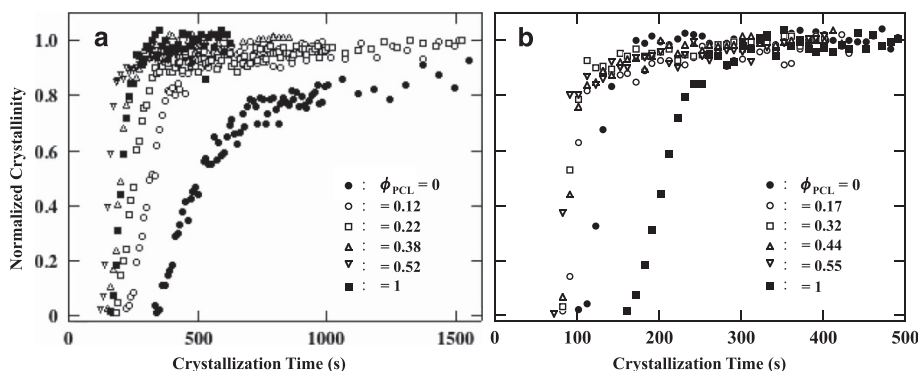 a
b
Normalized Crystallinity
1.0
0.8
0.6
0.4
0.2
0
0 500 1000 1500
Crystallization Time (s)
● : ϕPCL = 0
○ : = 0.12
□ : = 0.22
△ : = 0.38
▽ : = 0.52
■ : = 1
0 100 200 300 400 500
Crystallization Time (s)
● : ϕPCL = 0
○ : = 0.17
□ : = 0.32
△ : = 0.44
▽ : = 0.55
■ : = 1